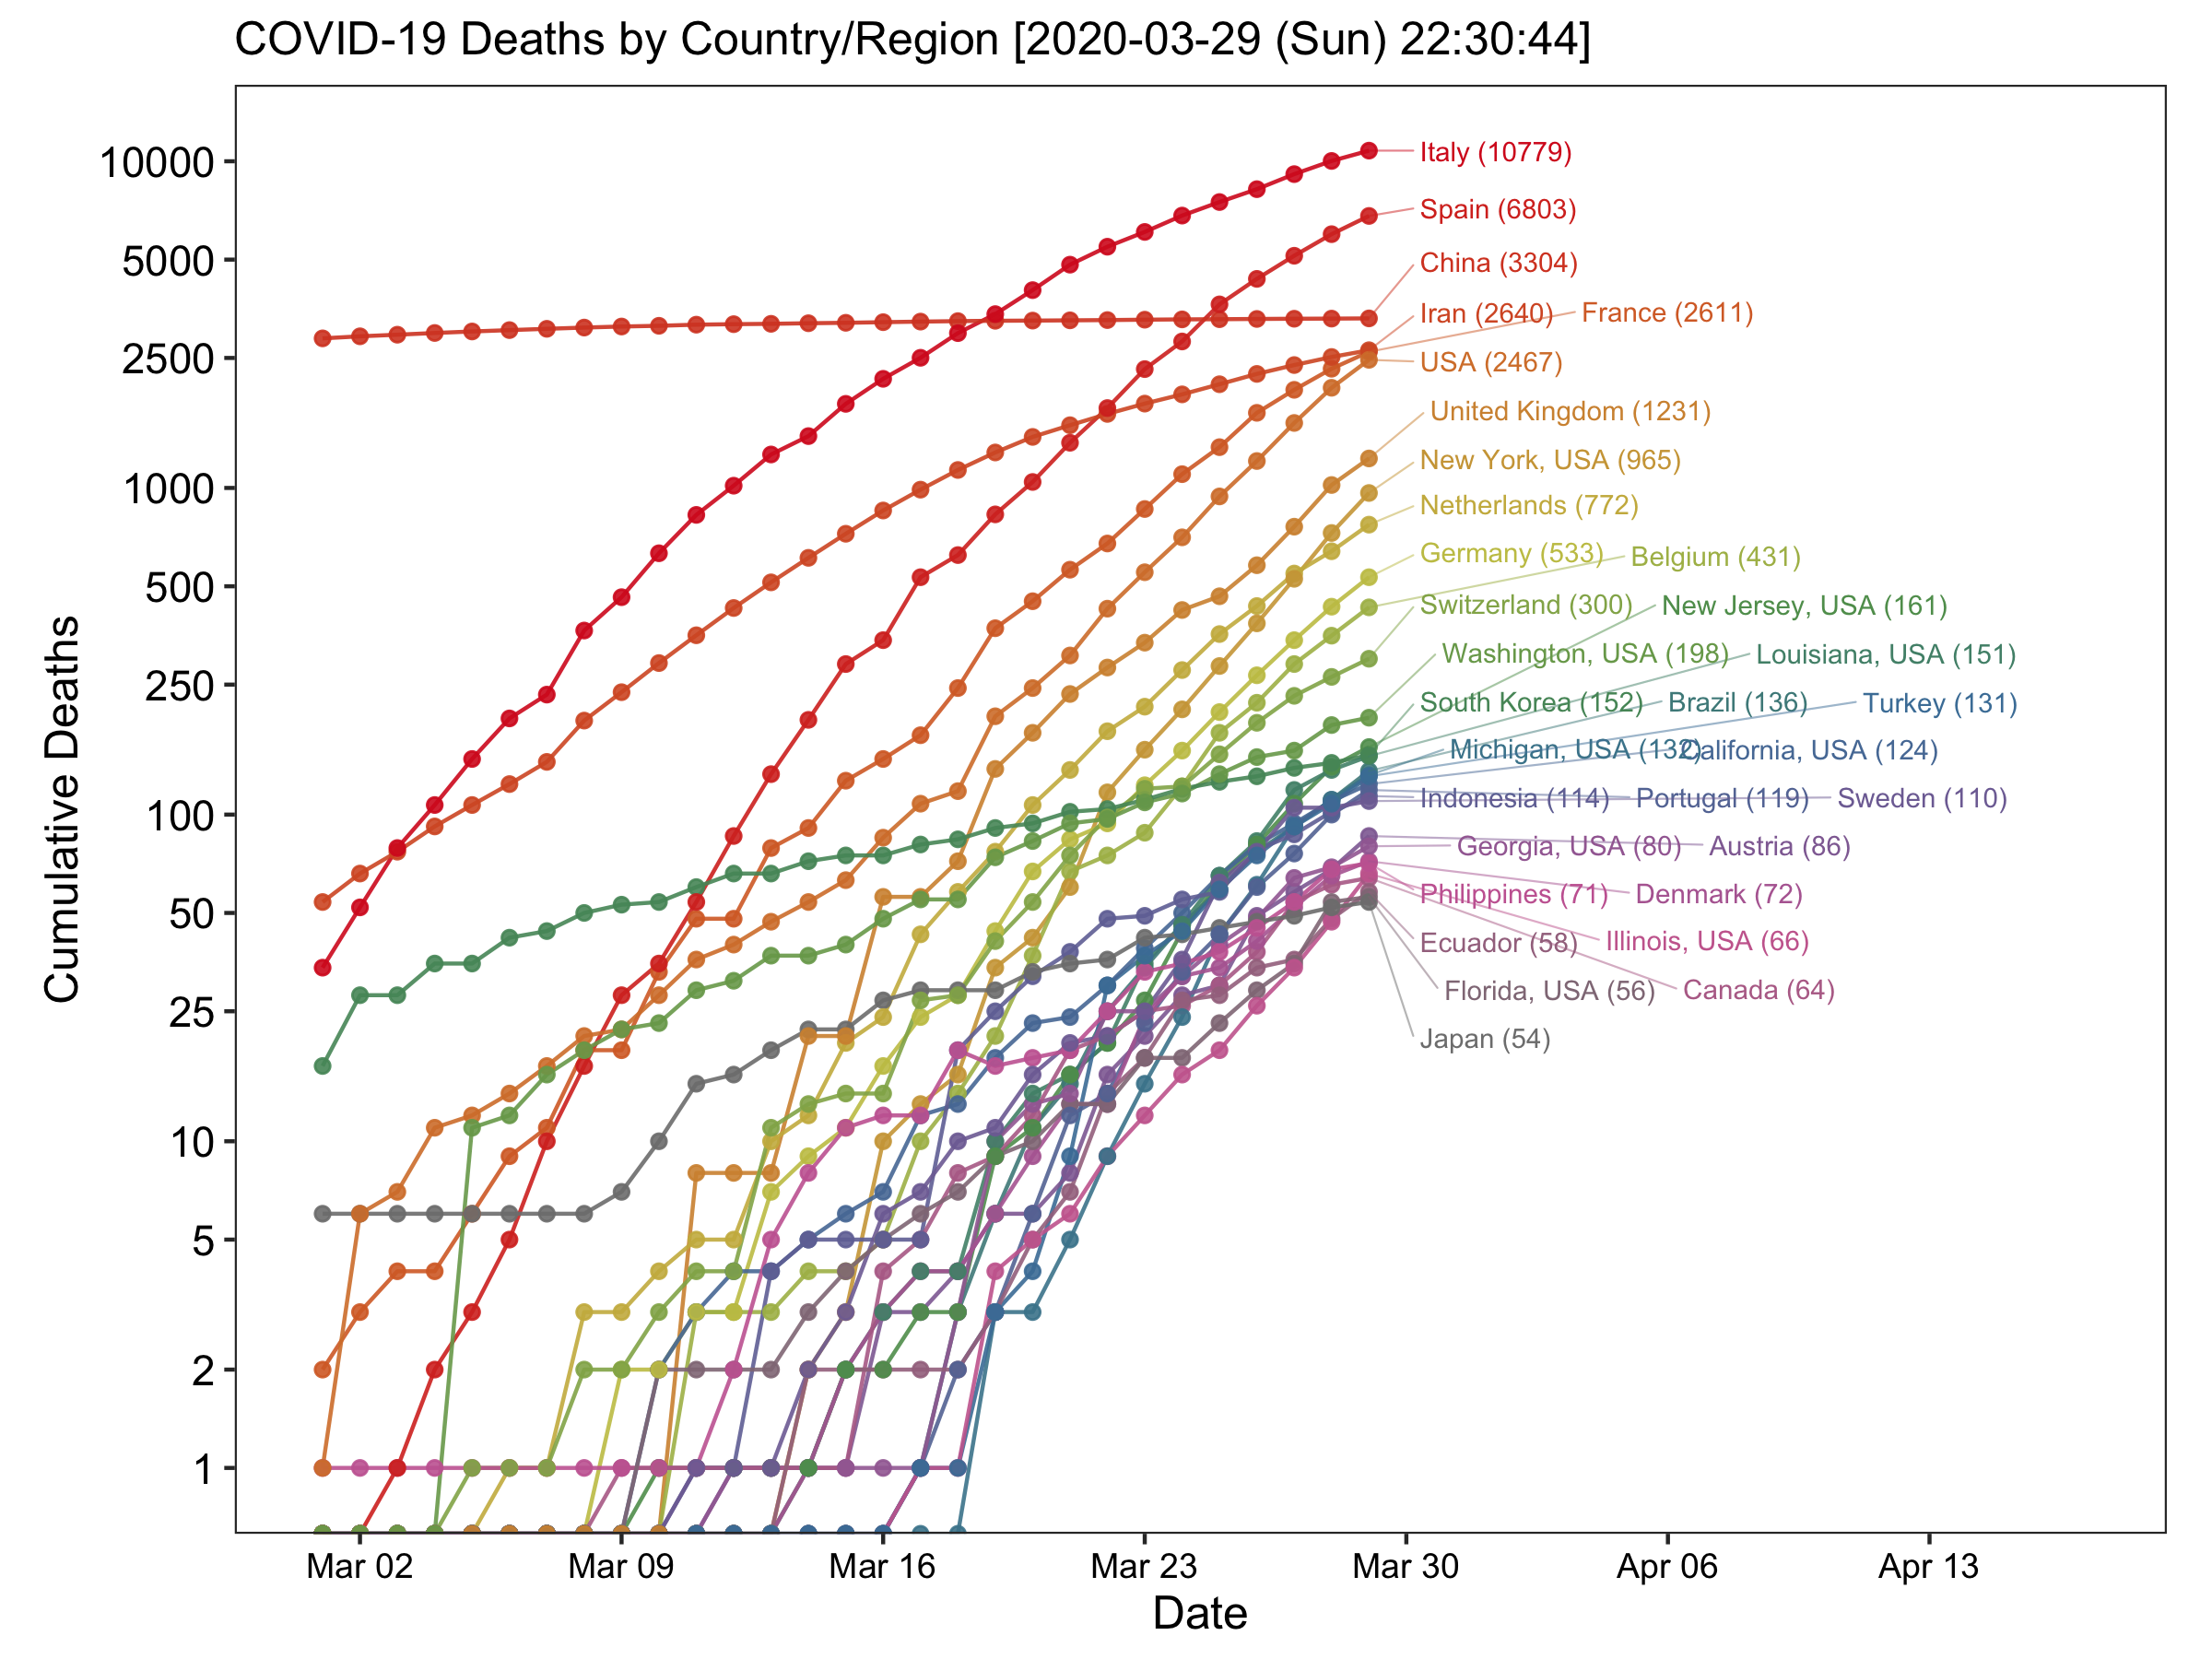 COVID-19 Deaths by Country/Region [2020-03-29 (Sun) 22:30:44]
Cumulative Deaths
10000
5000
2500
1000
500
250
100
50
25
10
5
2
1
Italy (10779)
Spain (6803)
China (3304)
Iran (2640) France (2611)
USA (2467)
United Kingdom (1231)
New York, USA (965)
Netherlands (772)
Germany (533) Belgium (431)
Switzerland (300) New Jersey, USA (161)
Washington, USA (198) Louisiana, USA (151)
South Korea (152) Brazil (136) Turkey (131)
Michigan, USA (132) California, USA (124)
Indonesia (114) Portugal (119) Sweden (110)
Georgia, USA (80) Austria (86)
Philippines (71) Denmark (72)
Ecuador (58) Illinois, USA (66)
Florida, USA (56) Canada (64)
Japan (54)
Mar 02 Mar 09 Mar 16 Mar 23 Mar 30 Apr 06 Apr 13
Date